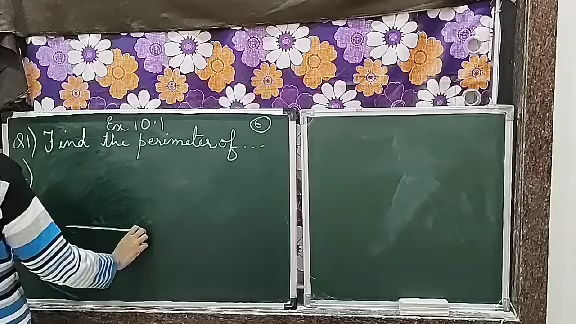 Ex 10.1
Q1) Find the perimeter of ...
)